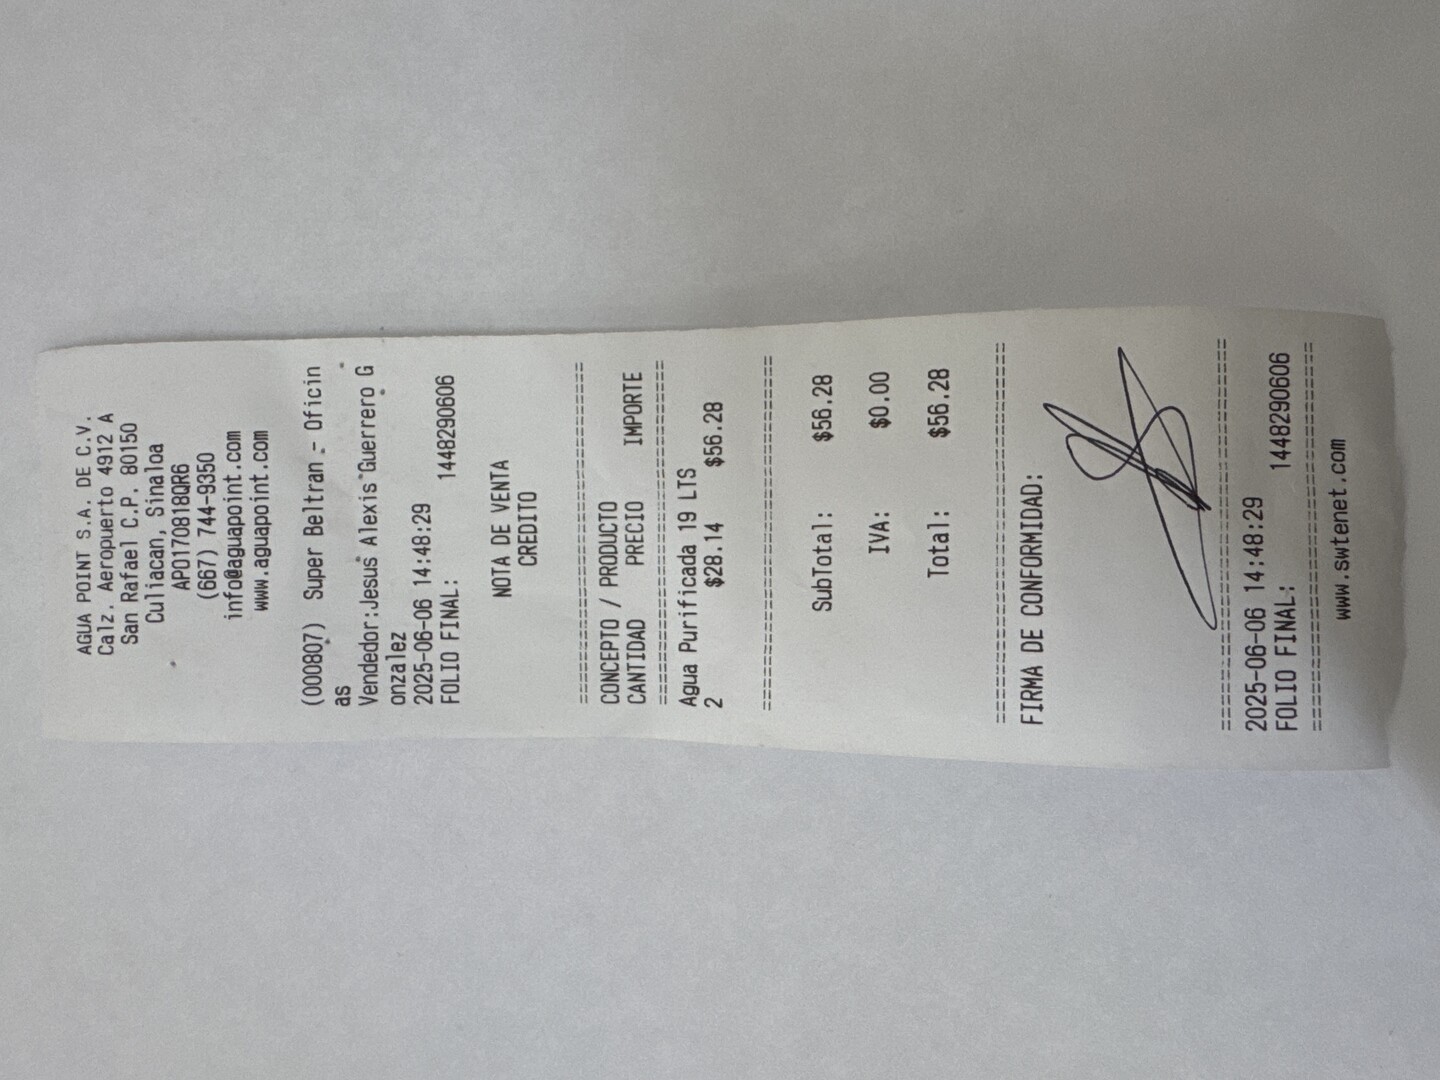 AGUA POINT S.A. DE C.V.
Calz. Aeropuerto 4912 A
San Rafael C.P. 80150
Culiacan, Sinaloa
APO170818QR6
(667) 744-9350
info@aguapoint.com
www.aguapoint.com
(000807) Super Beltran - Oficin
as
Vendedor:Jesus Alexis Guerrero G
onzalez
2025-06-06 14:48:29
FOLIO FINAL: 1448290606
NOTA DE VENTA
CREDITO
================================
CONCEPTO / PRODUCTO
CANTIDAD PRECIO IMPORTE
================================
Agua Purificada 19 LTS
2 $28.14 $56.28
================================
SubTotal: $56.28
IVA: $0.00
Total: $56.28
================================
FIRMA DE CONFORMIDAD:
================================
2025-06-06 14:48:29
FOLIO FINAL: 1448290606
================================
www.swtenet.com